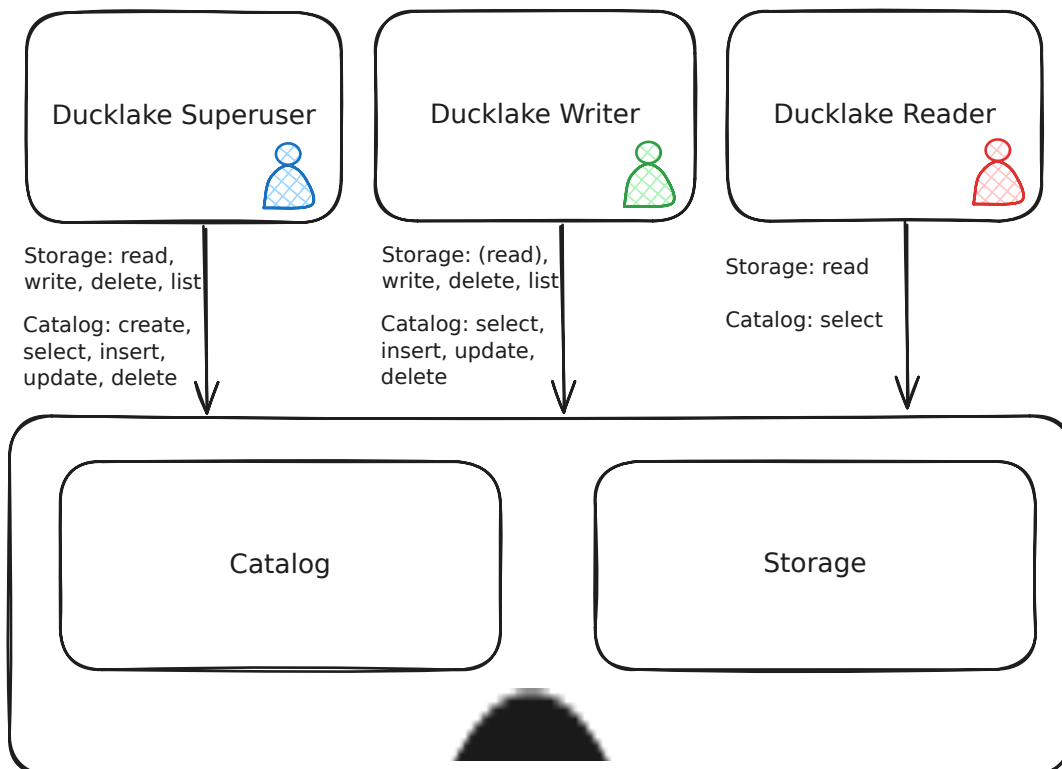 Ducklake Superuser
Ducklake Writer
Ducklake Reader
Storage: read,
write, delete, list
Catalog: create,
select, insert,
update, delete
Storage: (read),
write, delete, list
Catalog: select,
insert, update,
delete
Storage: read
Catalog: select
Catalog
Storage